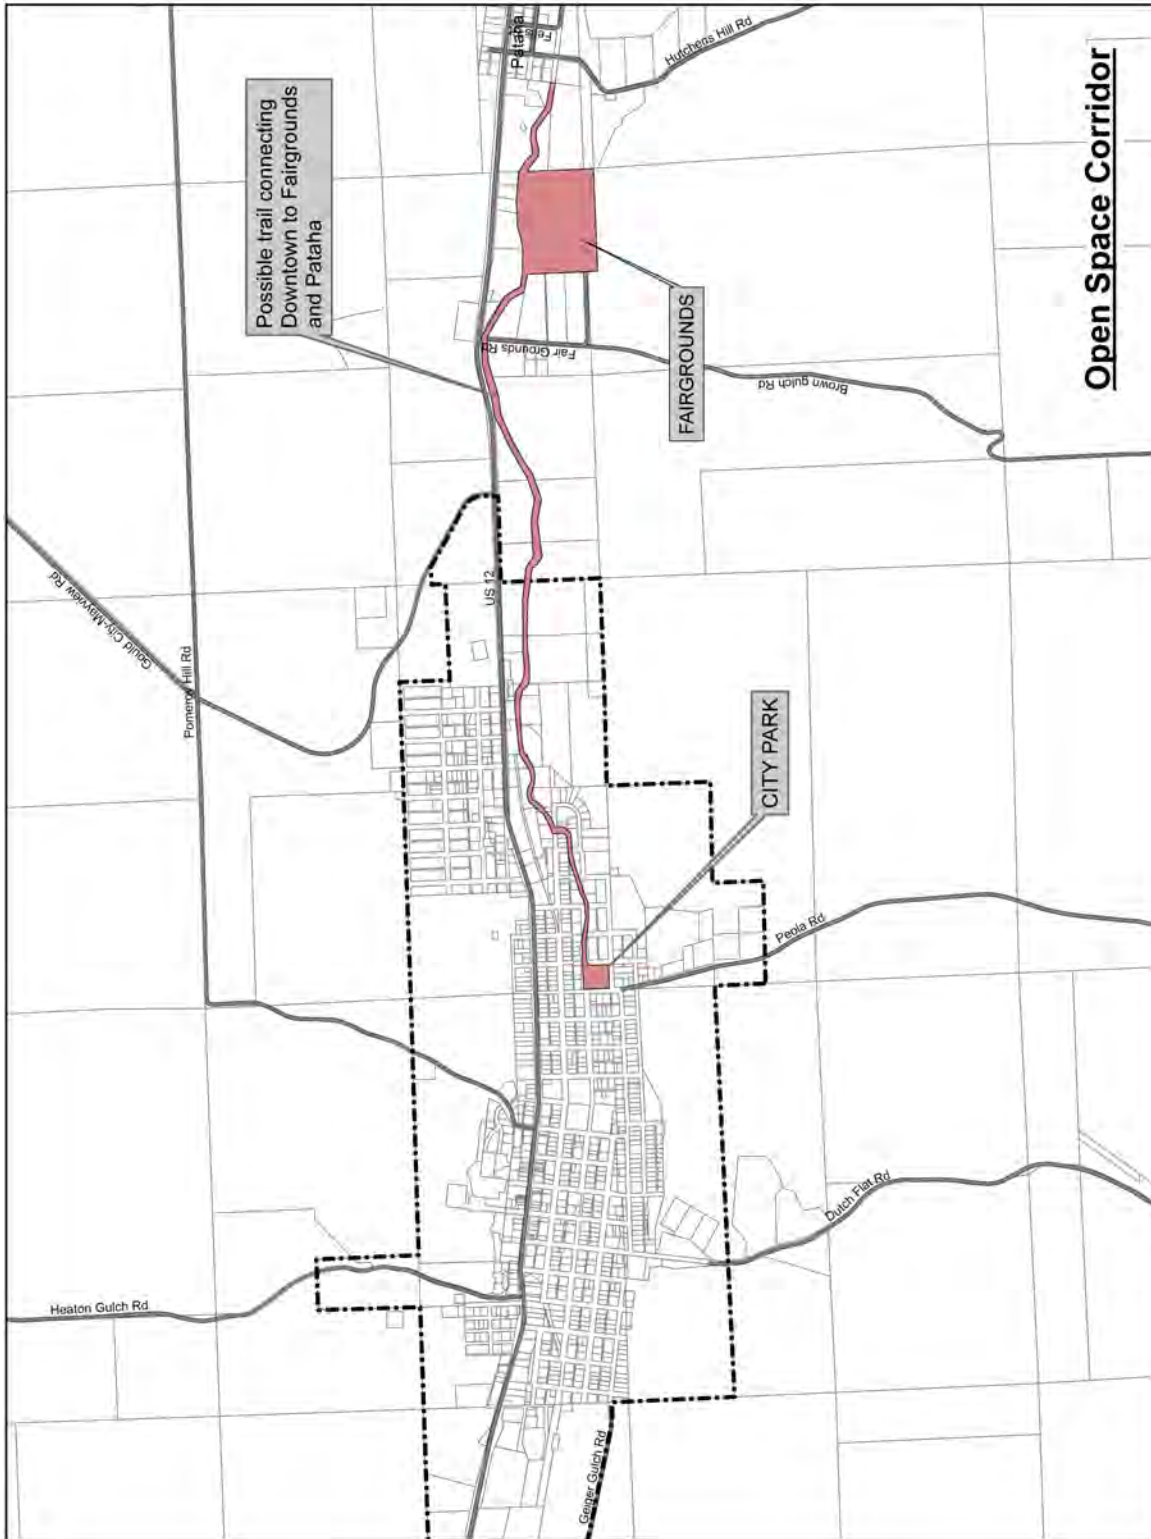 Possible trail connecting
Downtown to Fairgrounds
and Pataha
Pataha
Hutchens Hill Rd
Gould City-Mayview Rd
Pomeroy Hill Rd
US 12
Fair Grounds Rd
FAIRGROUNDS
Brown gulch Rd
CITY PARK
Peola Rd
Dutch Flat Rd
Heaton Gulch Rd
Geiger Gulch Rd
Open Space Corridor